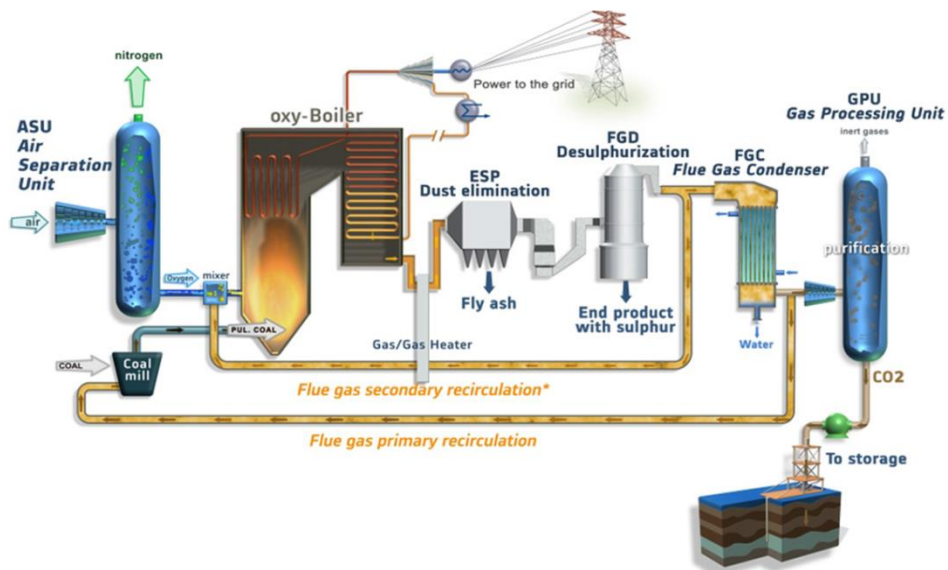 nitrogen
ASU
Air
Separation
Unit
air
Oxygen
mixer
oxy-Boiler
Power to the grid
ESP
Dust elimination
Fly ash
FGD
Desulphurization
End product
with sulphur
FGC
Flue Gas Condenser
Water
GPU
Gas Processing Unit
inert gases
purification
PUL. COAL
COAL
Coal
mill
Gas/Gas Heater
Flue gas secondary recirculation*
Flue gas primary recirculation
CO2
To storage